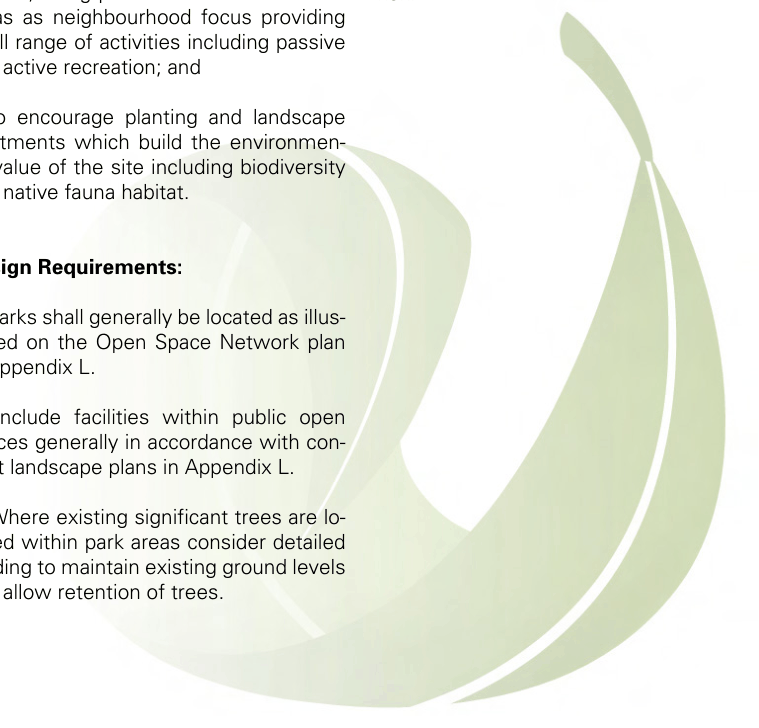 as as neighbourhood focus providing
ll range of activities including passive
active recreation; and
o encourage planting and landscape
tments which build the environmen-
value of the site including biodiversity
native fauna habitat.
ign Requirements:
arks shall generally be located as illus-
ed on the Open Space Network plan
ppendix L.
nclude facilities within public open
ces generally in accordance with con-
t landscape plans in Appendix L.
Where existing significant trees are lo-
ed within park areas consider detailed
ding to maintain existing ground levels
allow retention of trees.